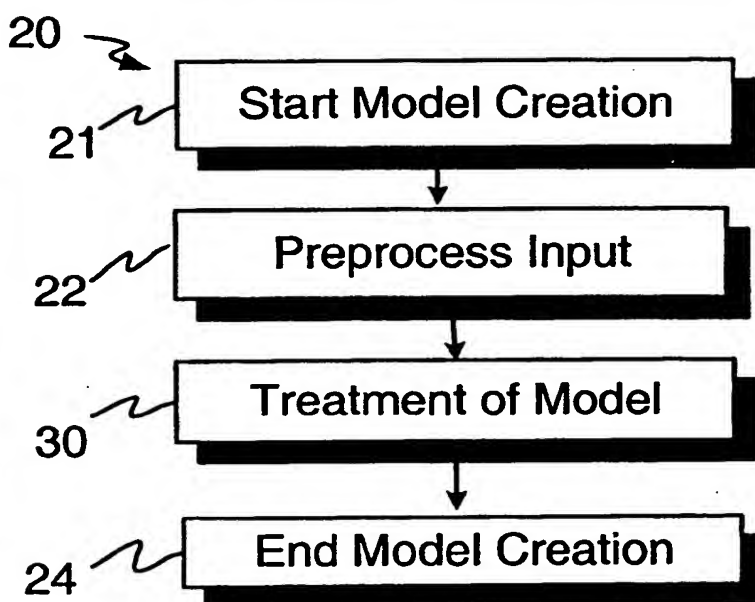 20
Start Model Creation
21
Preprocess Input
22
Treatment of Model
30
End Model Creation
24